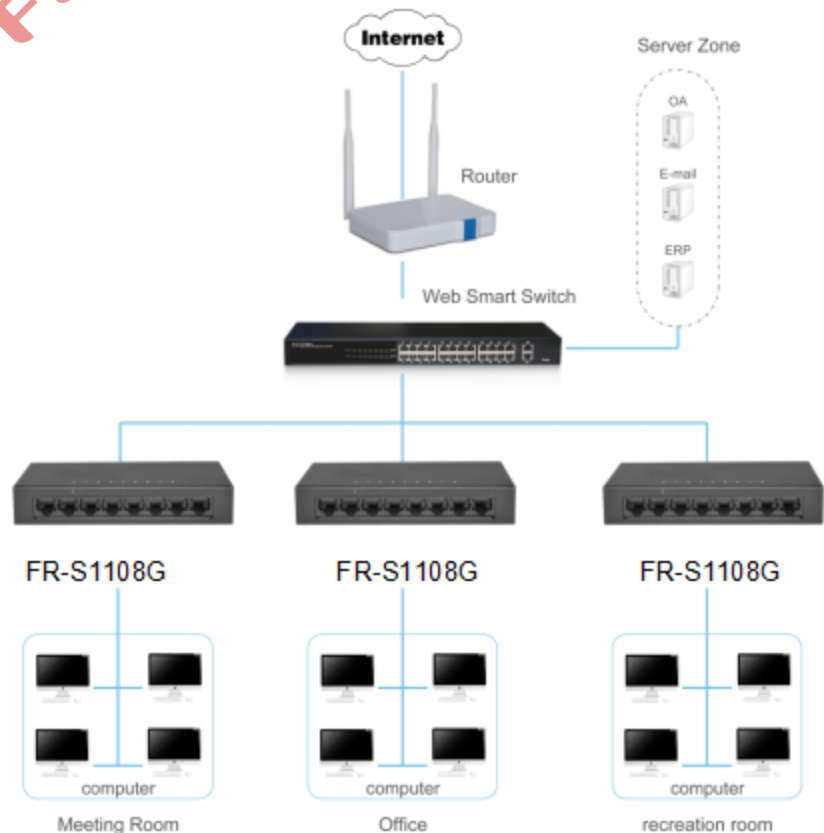 Internet
Server Zone
OA
E-mail
ERP
Router
Web Smart Switch
FR-S1108G
FR-S1108G
FR-S1108G
computer
computer
computer
Meeting Room
Office
recreation room